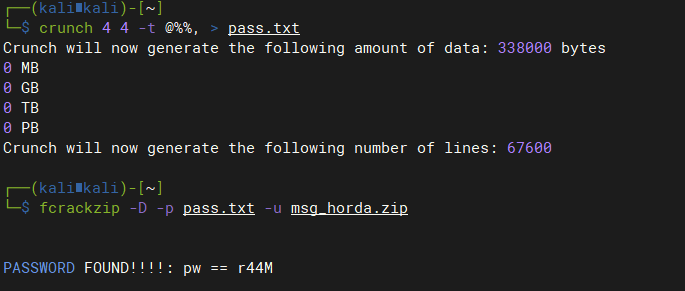 ┌──(kali㉿kali)-[~]
└─$ crunch 4 4 -t @%%, > pass.txt
Crunch will now generate the following amount of data: 338000 bytes
0 MB
0 GB
0 TB
0 PB
Crunch will now generate the following number of lines: 67600
┌──(kali㉿kali)-[~]
└─$ fcrackzip -D -p pass.txt -u msg_horda.zip
PASSWORD FOUND!!!!: pw == r44M